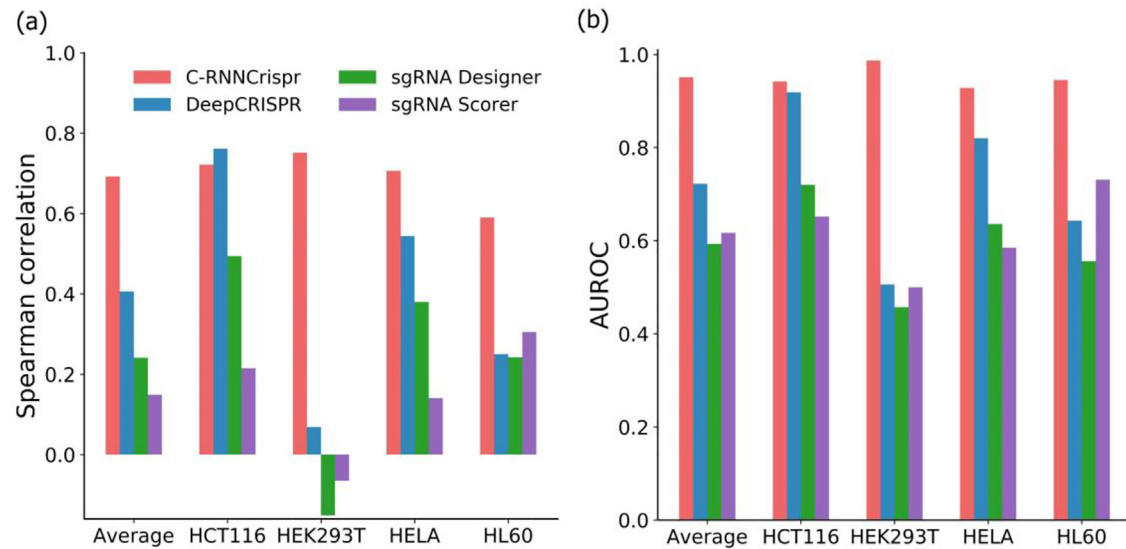 (a)
1.0
0.8
0.6
0.4
0.2
0.0
Spearman correlation
C-RNNCrispr
DeepCRISPR
sgRNA Designer
sgRNA Scorer
Average HCT116 HEK293T HELA HL60
(b)
1.0
0.8
0.6
0.4
0.2
0.0
AUROC
Average HCT116 HEK293T HELA HL60